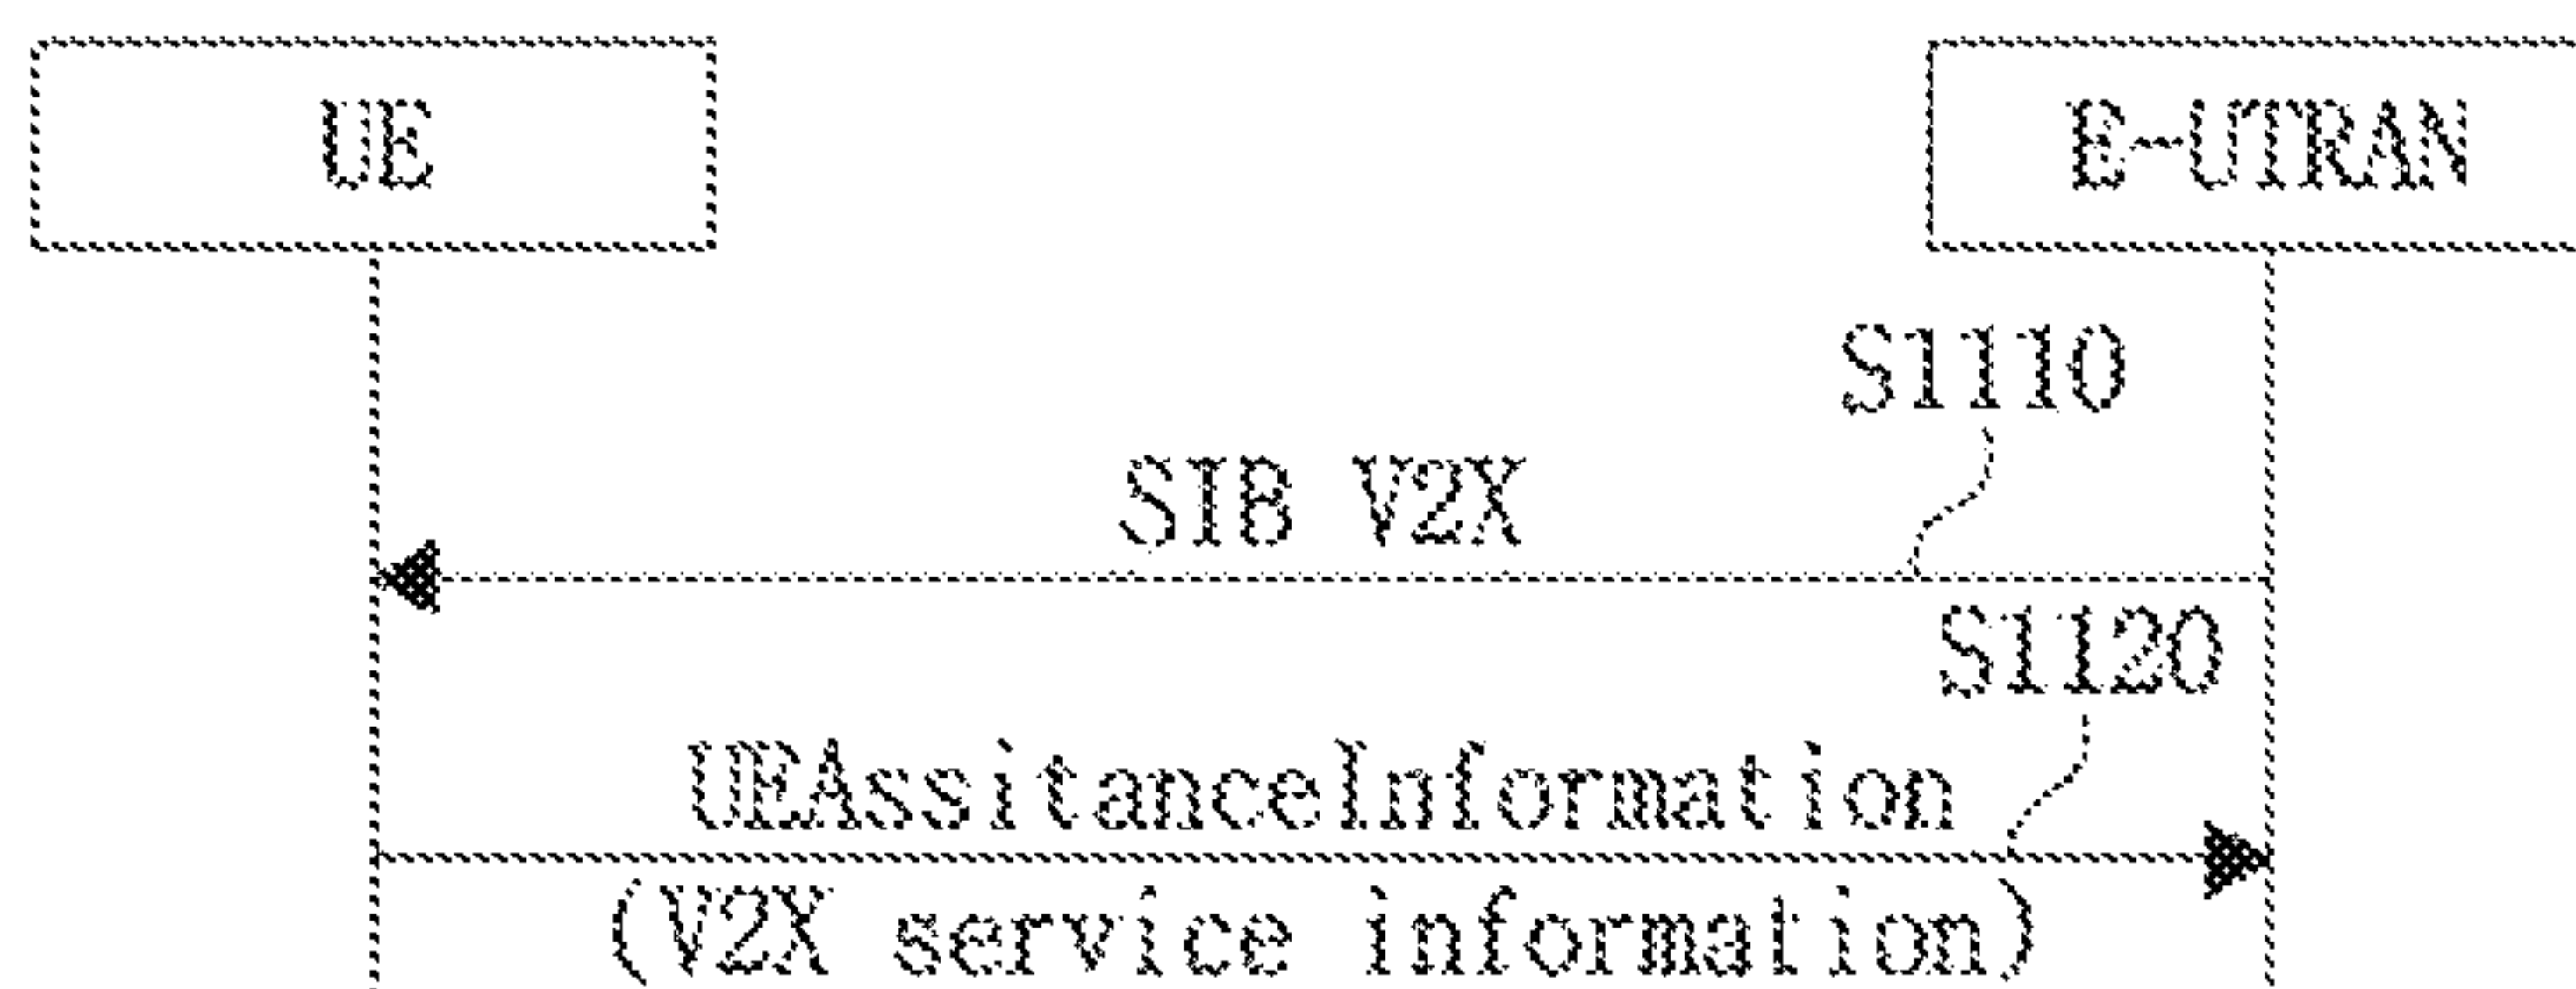 UE
E-UTRAN
S1110
SIB V2X
S1120
UEAssitanceInformation
(V2X service information)